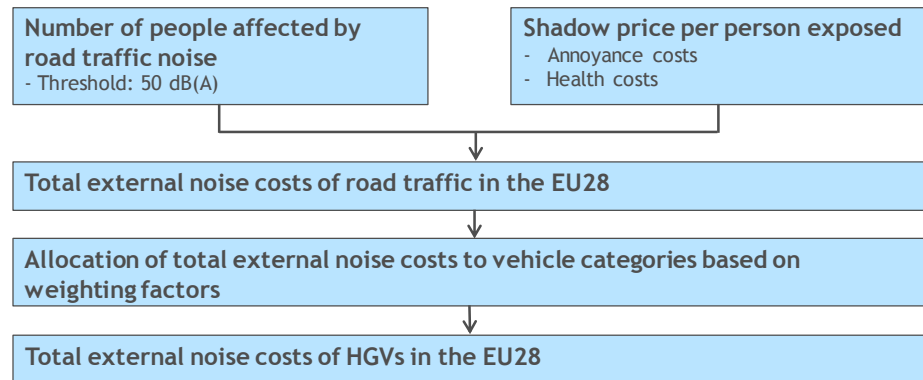 Number of people affected by
road traffic noise
- Threshold: 50 dB(A)
Shadow price per person exposed
- Annoyance costs
- Health costs
Total external noise costs of road traffic in the EU28
Allocation of total external noise costs to vehicle categories based on
weighting factors
Total external noise costs of HGVs in the EU28